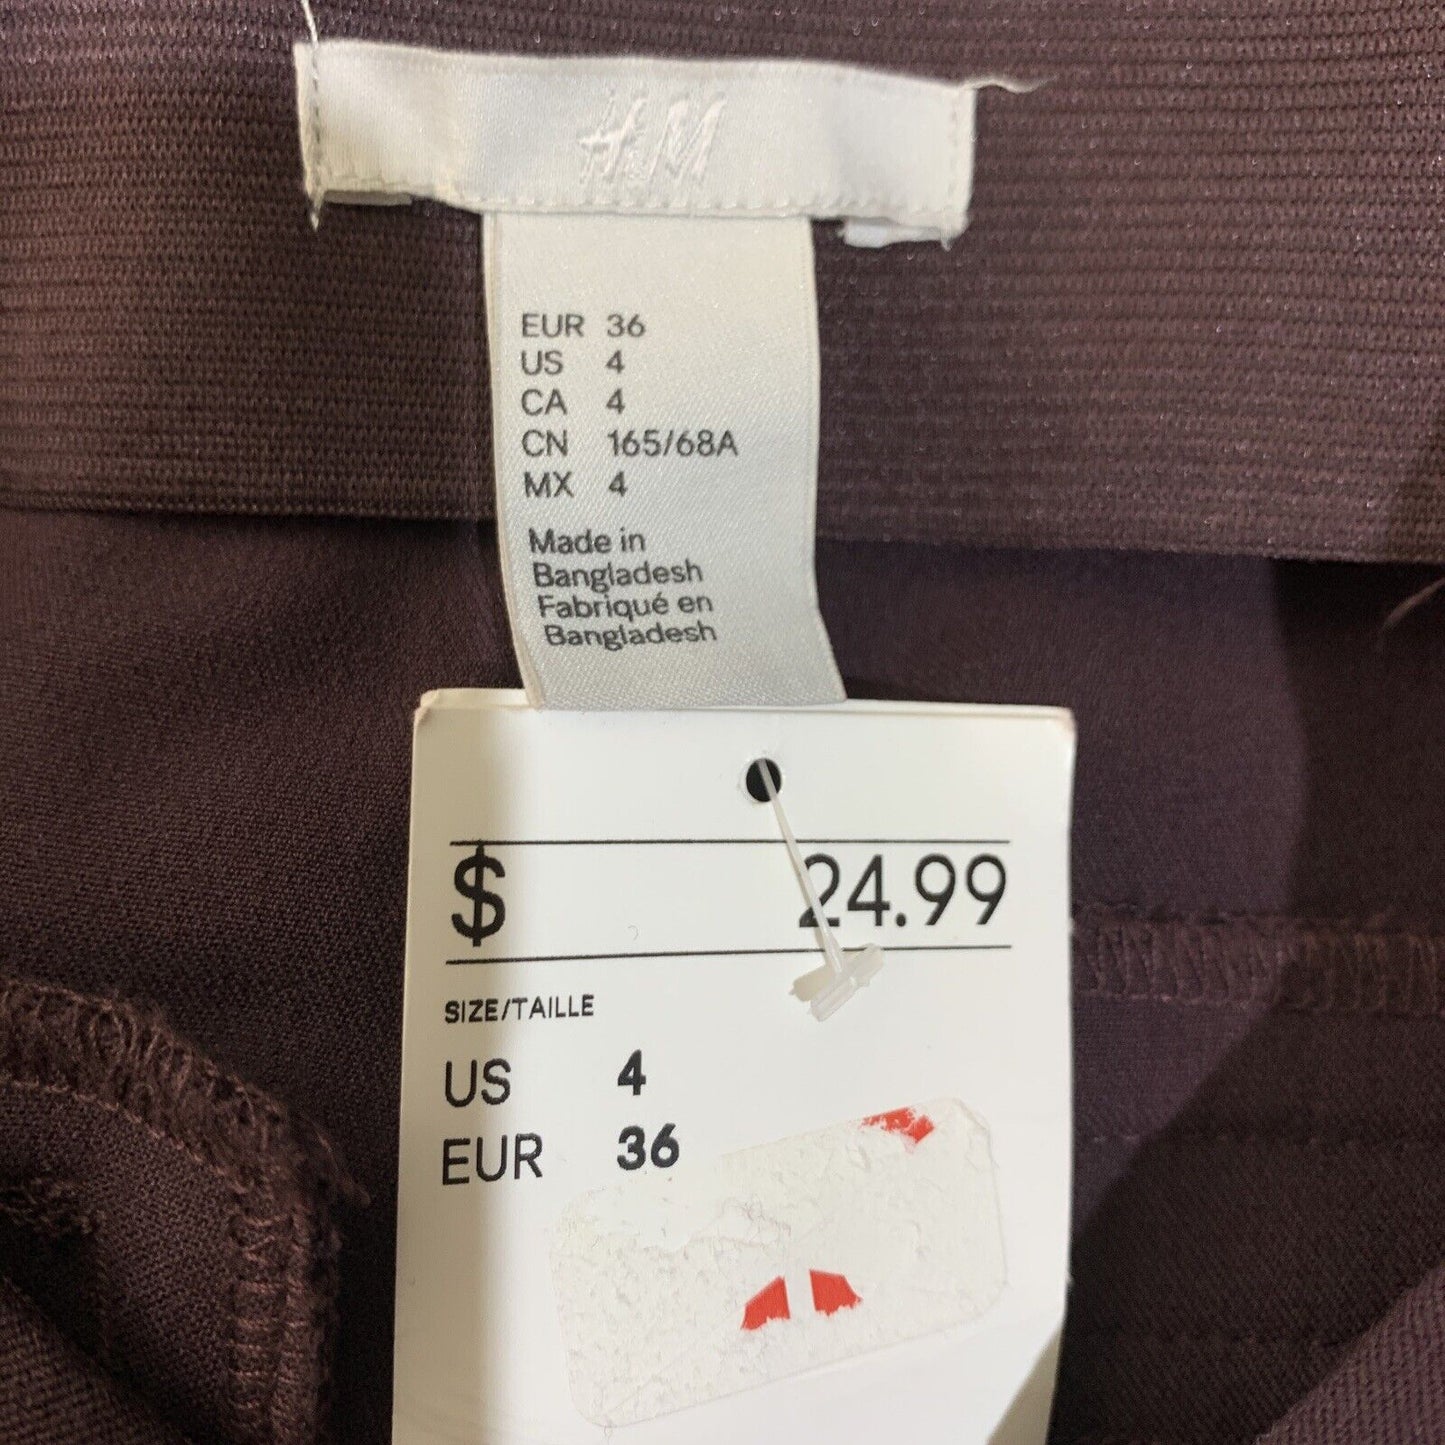 H&M
EUR 36
US 4
CA 4
CN 165/68A
MX 4
Made in
Bangladesh
Fabriqué en
Bangladesh
$ 24.99
SIZE/TAILLE
US 4
EUR 36